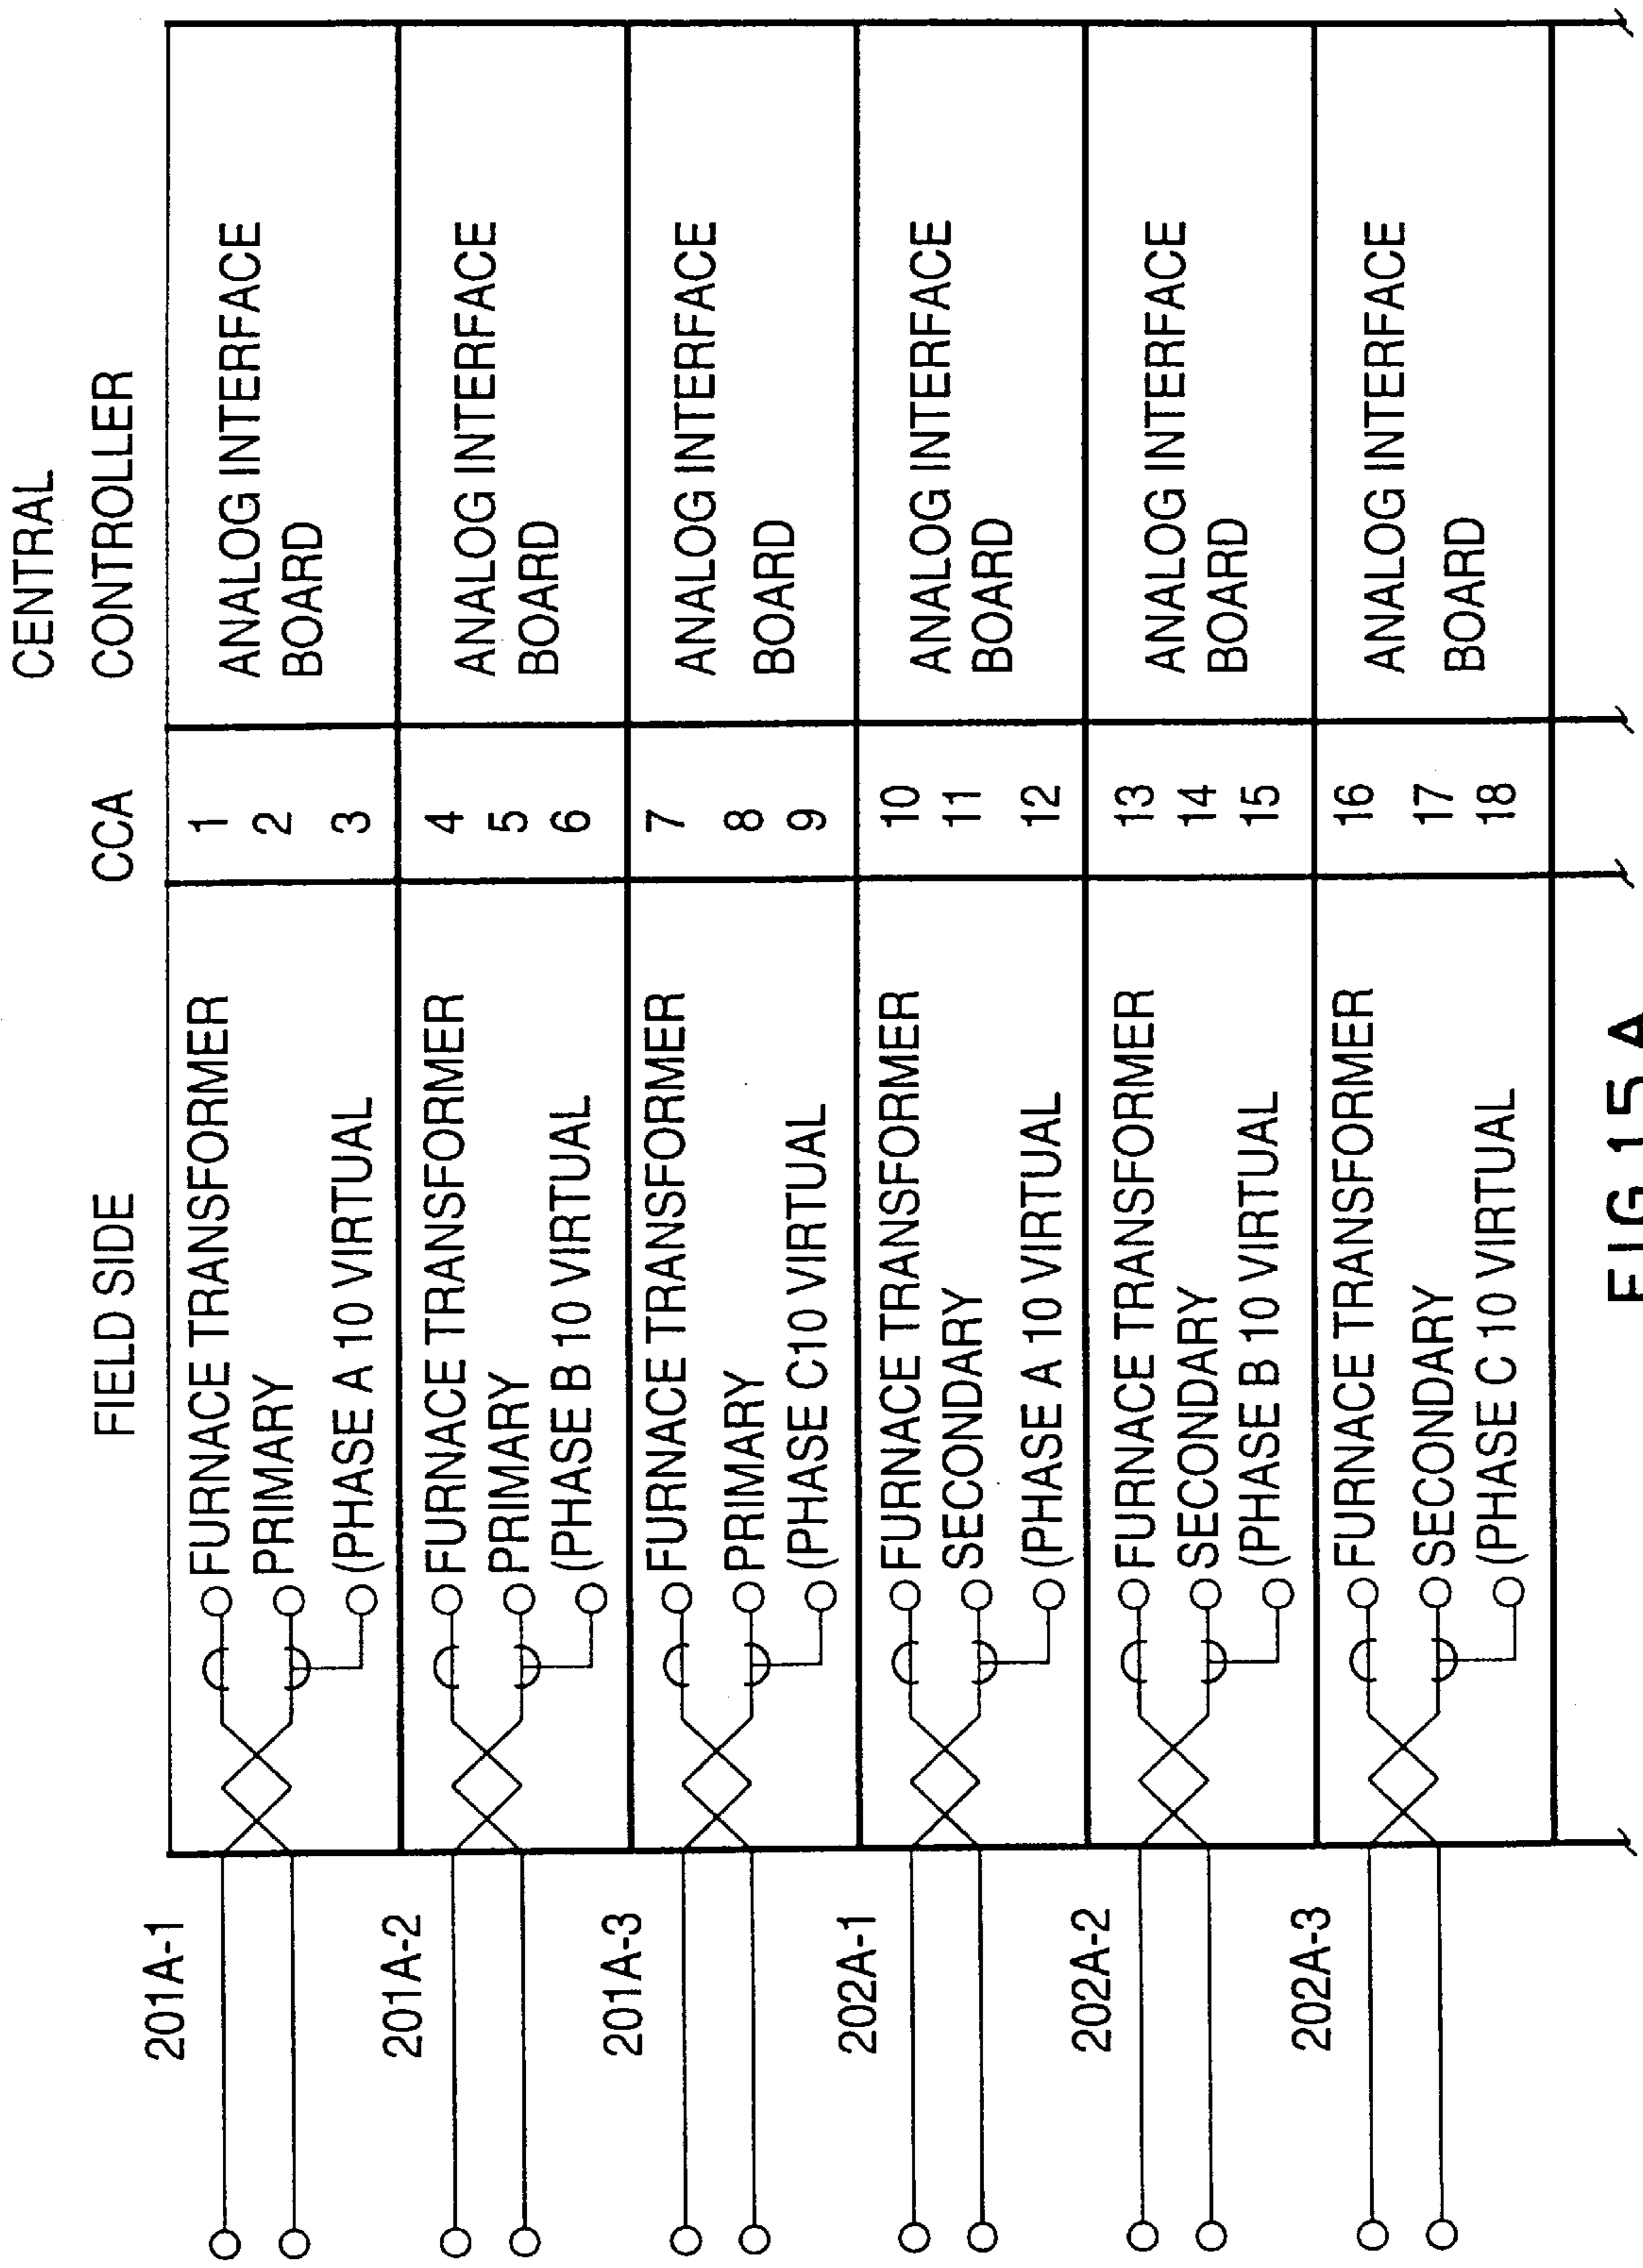 CENTRAL
FIELD SIDE CCA CONTROLLER
201A-1
FURNACE TRANSFORMER 1 ANALOG INTERFACE
PRIMARY 2 BOARD
(PHASE A 10 VIRTUAL 3
201A-2
FURNACE TRANSFORMER 4 ANALOG INTERFACE
PRIMARY 5 BOARD
(PHASE B 10 VIRTUAL 6
201A-3
FURNACE TRANSFORMER 7 ANALOG INTERFACE
PRIMARY 8 BOARD
(PHASE C10 VIRTUAL 9
202A-1
FURNACE TRANSFORMER 10 ANALOG INTERFACE
SECONDARY 11 BOARD
(PHASE A 10 VIRTUAL 12
202A-2
FURNACE TRANSFORMER 13 ANALOG INTERFACE
SECONDARY 14 BOARD
(PHASE B 10 VIRTUAL 15
202A-3
FURNACE TRANSFORMER 16 ANALOG INTERFACE
SECONDARY 17 BOARD
(PHASE C 10 VIRTUAL 18
FIG 15A